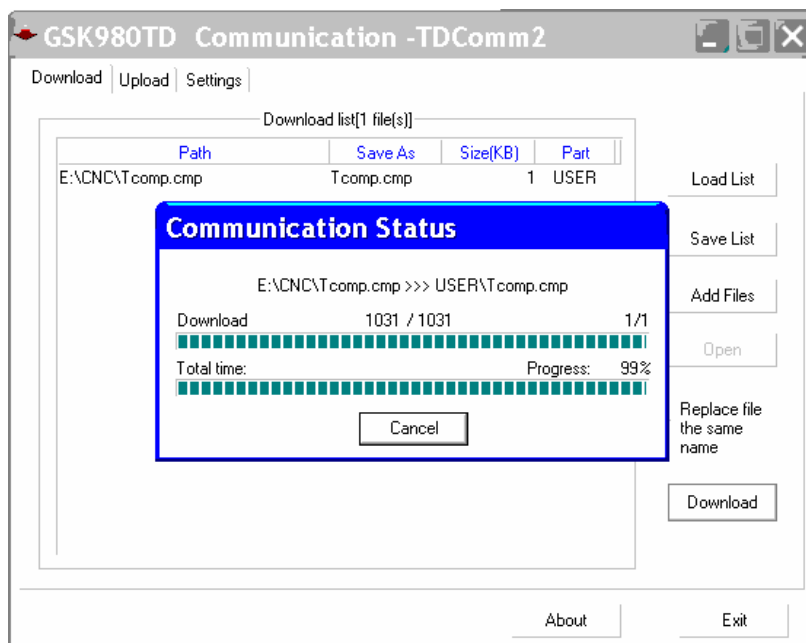 GSK980TD Communication -TDComm2
Download Upload Settings
Download list[1 file(s)]
Path Save As Size(KB) Part
E:\CNC\Tcomp.cmp Tcomp.cmp 1 USER
Load List
Communication Status
Save List
E:\CNC\Tcomp.cmp >>> USER\Tcomp.cmp
Add Files
Download 1031 / 1031 1/1
Open
Total time: Progress: 99%
Cancel
Replace file
the same
name
Download
About Exit